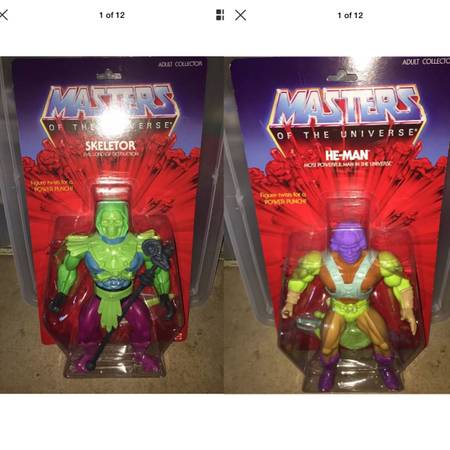 1 of 12
1 of 12
ADULT COLLECTOR
MASTERS
OF THE UNIVERSE
SKELETOR
EVIL LORD OF DESTRUCTION
Figure twists for a
POWER PUNCH!
ADULT COLLECTO
MASTERS
OF THE UNIVERSE
HE-MAN
MOST POWERFUL MAN IN THE UNIVERSE
Figure twists for a
POWER PUNCH!